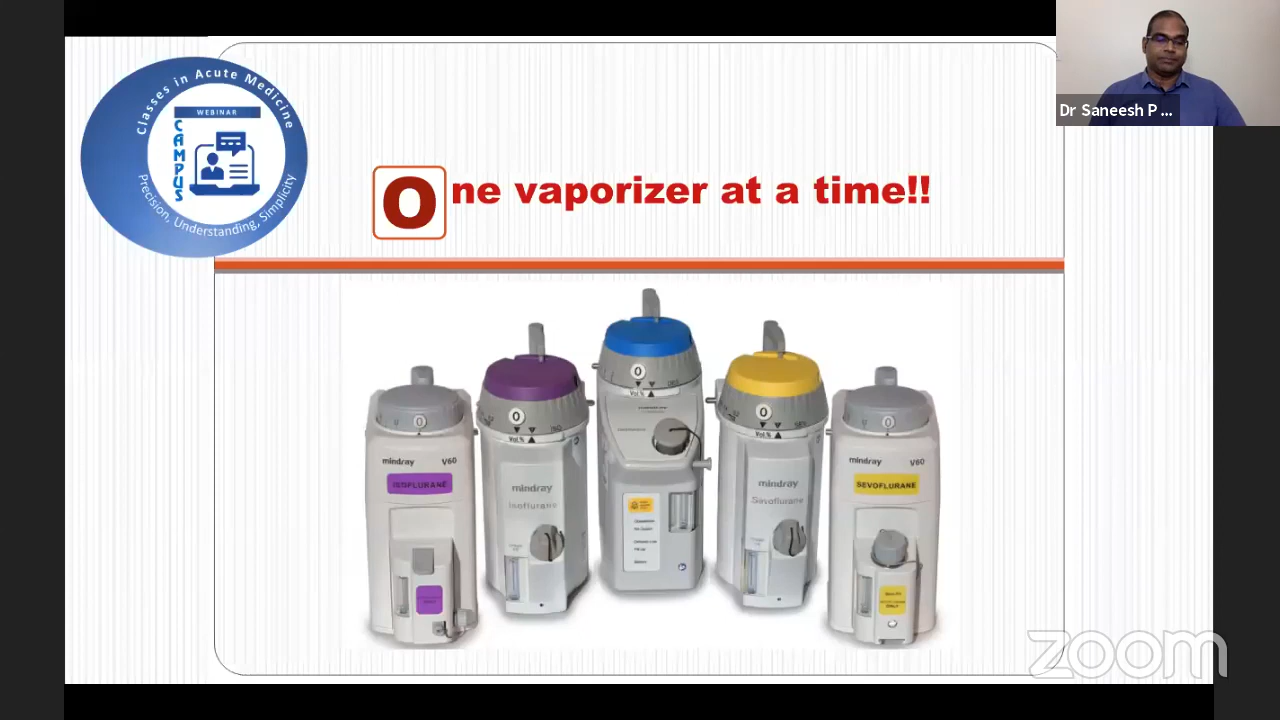 Classes in Acute Medicine
WEBINAR
CAMPUS
Precision, Understanding, Simplicity
Dr Saneesh P ...
One vaporizer at a time!!
0
Vol.%
0
Vol.%
0
Vol.%
0
0
mindray V60
ISOFLURANE
mindray
Isoflurane
mindray
mindray
Sevoflurane
mindray V60
SEVOFLURANE
zoom